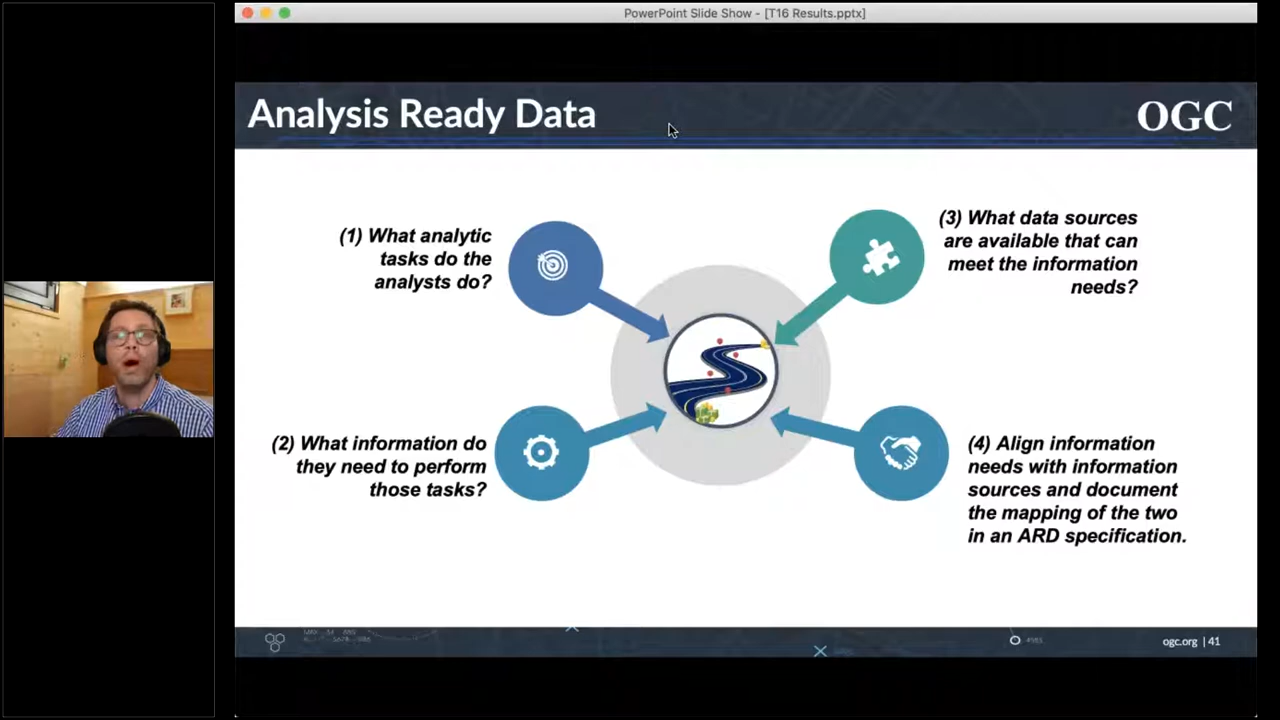 PowerPoint Slide Show - [T16 Results.pptx]
Analysis Ready Data
OGC
(1) What analytic
tasks do the
analysts do?
(2) What information do
they need to perform
those tasks?
(3) What data sources
are available that can
meet the information
needs?
(4) Align information
needs with information
sources and document
the mapping of the two
in an ARD specification.
ogc.org | 41